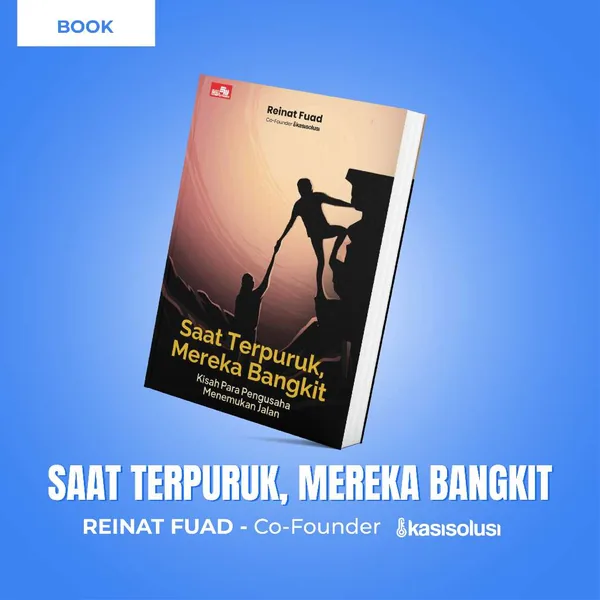 BOOK
Reinat Fuad
Co-Founder kasisolusi
Saat Terpuruk,
Mereka Bangkit
Kisah Para Pengusaha
Menemukan Jalan
SAAT TERPURUK, MEREKA BANGKIT
REINAT FUAD - Co-Founder kasisolusi